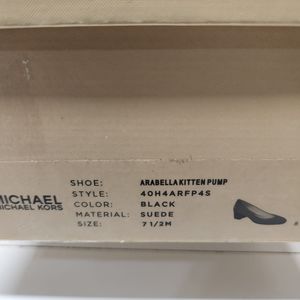 MICHAEL
MICHAEL KORS
SHOE: ARABELLA KITTEN PUMP
STYLE: 40H4ARFP4S
COLOR: BLACK
MATERIAL: SUEDE
SIZE: 7 1/2M